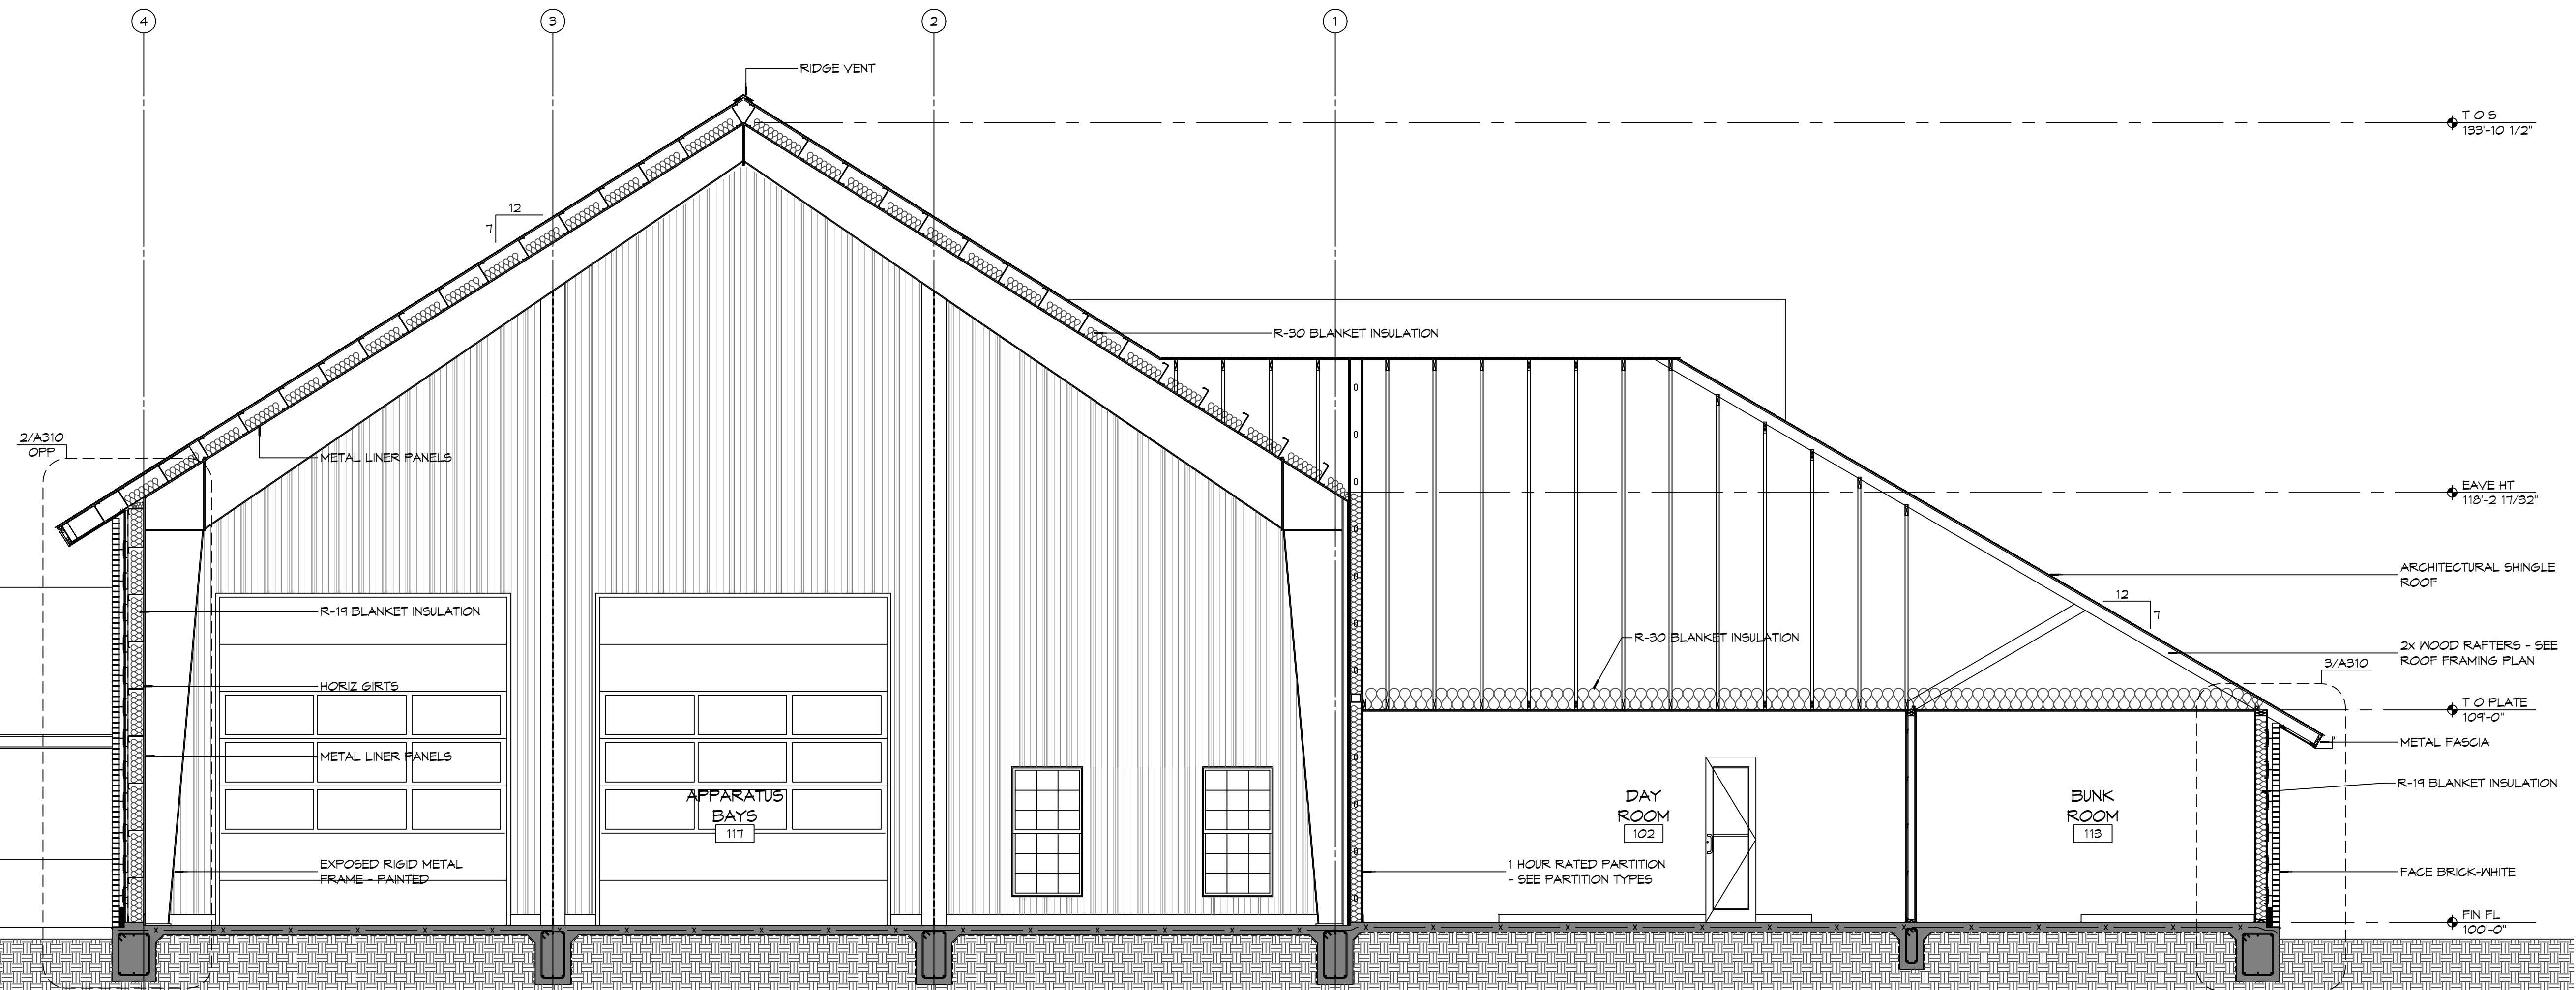 4
3
2
1
RIDGE VENT
T O S
133'-10 1/2"
12
7
R-30 BLANKET INSULATION
2/A310
OPP
METAL LINER PANELS
EAVE HT
118'-2 17/32"
ARCHITECTURAL SHINGLE
ROOF
12
7
R-19 BLANKET INSULATION
R-30 BLANKET INSULATION
2x WOOD RAFTERS - SEE
ROOF FRAMING PLAN
3/A310
HORIZ GIRTS
T O PLATE
109'-0"
METAL FASCIA
METAL LINER PANELS
R-19 BLANKET INSULATION
APPARATUS
BAYS
117
DAY
ROOM
102
BUNK
ROOM
113
EXPOSED RIGID METAL
FRAME - PAINTED
1 HOUR RATED PARTITION
- SEE PARTITION TYPES
FACE BRICK-WHITE
FIN FL
100'-0"